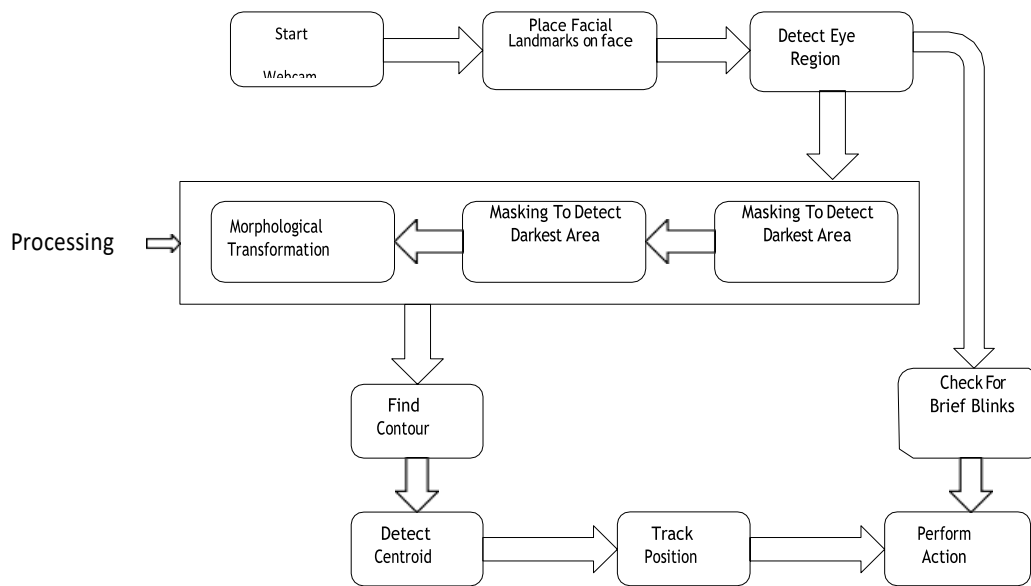 Start
Webcam
Place Facial
Landmarks on face
Detect Eye
Region
Processing
Morphological
Transformation
Masking To Detect
Darkest Area
Masking To Detect
Darkest Area
Find
Contour
Check For
Brief Blinks
Detect
Centroid
Track
Position
Perform
Action